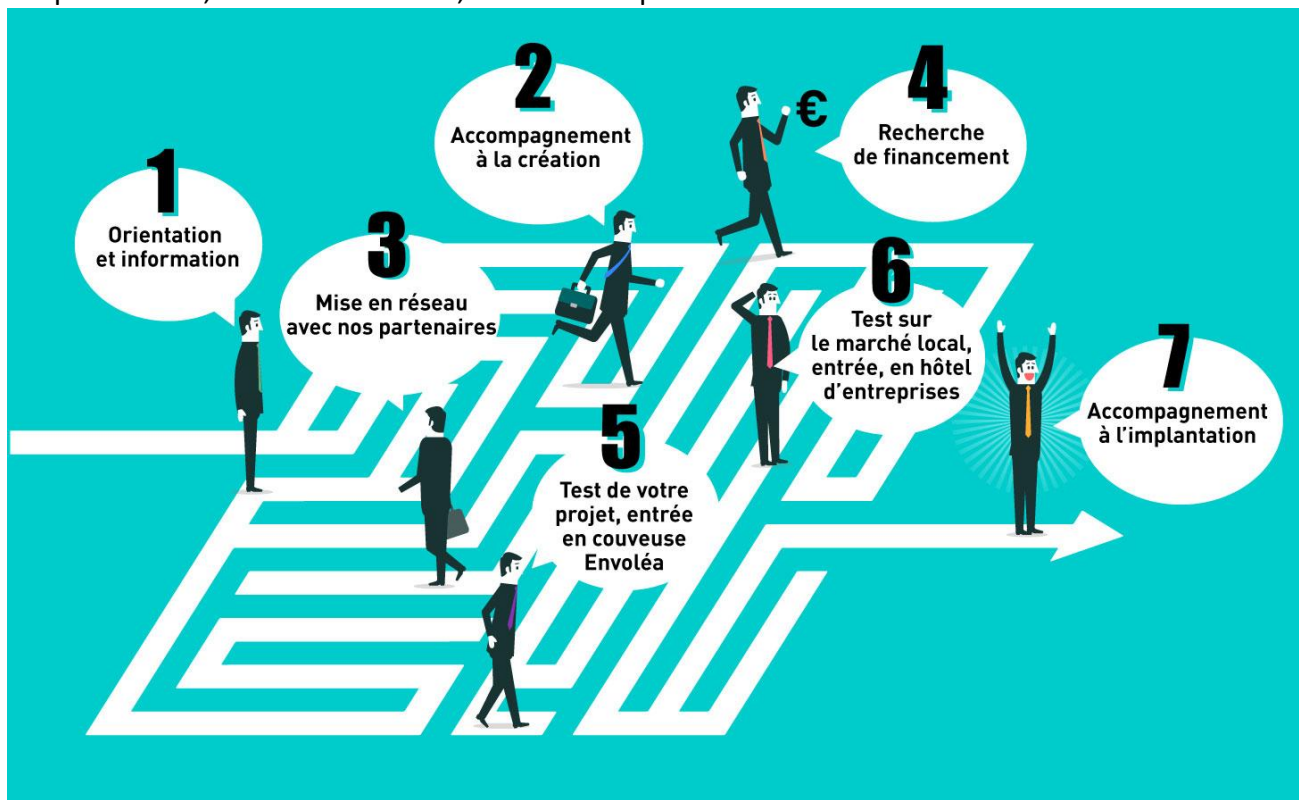 1
Orientation
et information
2
Accompagnement
à la création
3
Mise en réseau
avec nos partenaires
€
4
Recherche
de financement
5
Test de votre
projet, entrée
en couveuse
Envoléa
6
Test sur
le marché local,
entrée, en hôtel
d'entreprises
7
Accompagnement
à l'implantation